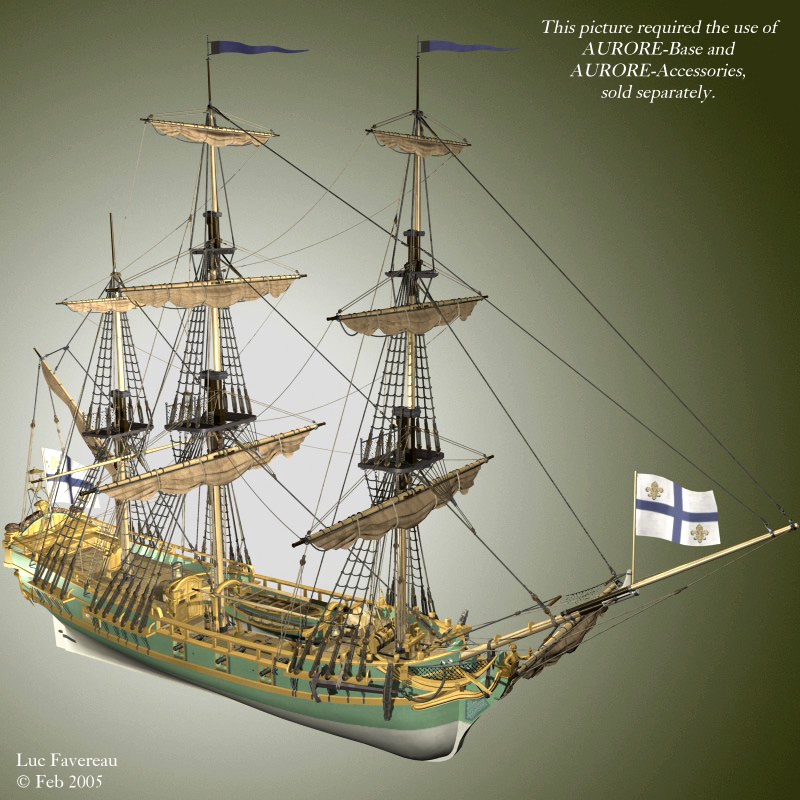 This picture required the use of
AURORE-Base and
AURORE-Accessories,
sold separately.
Luc Favereau
© Feb 2005